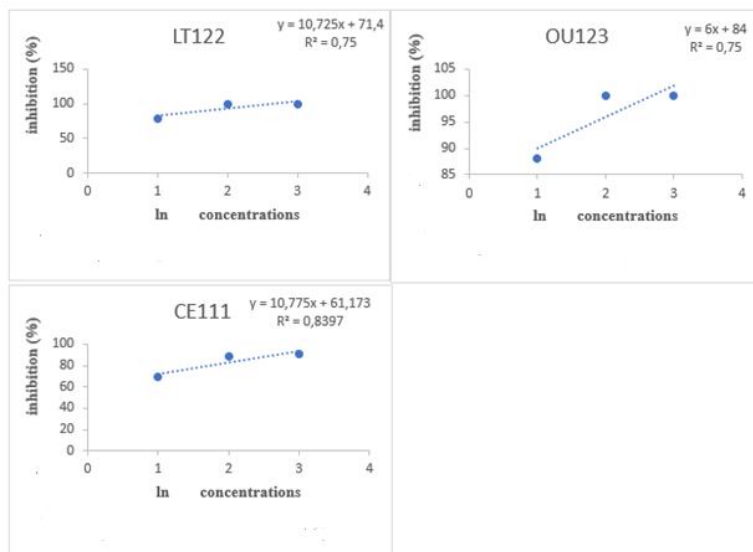 LT122
y = 10,725x + 71,4
R² = 0,75
inhibition (%)
150
100
50
0
0 1 2 3 4
ln concentrations
OU123
y = 6x + 84
R² = 0,75
inhibition (%)
105
100
95
90
85
0 1 2 3 4
ln concentrations
CE111
y = 10,775x + 61,173
R² = 0,8397
inhibition (%)
100
80
60
40
20
0
0 1 2 3 4
ln concentrations